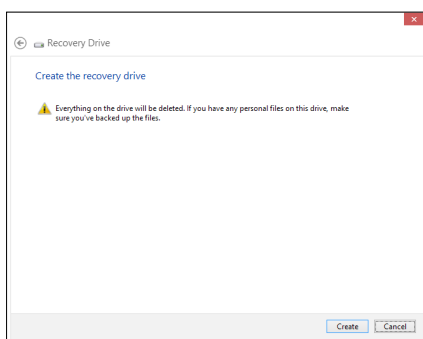 Recovery Drive
Create the recovery drive
Everything on the drive will be deleted. If you have any personal files on this drive, make
sure you've backed up the files.
Create Cancel